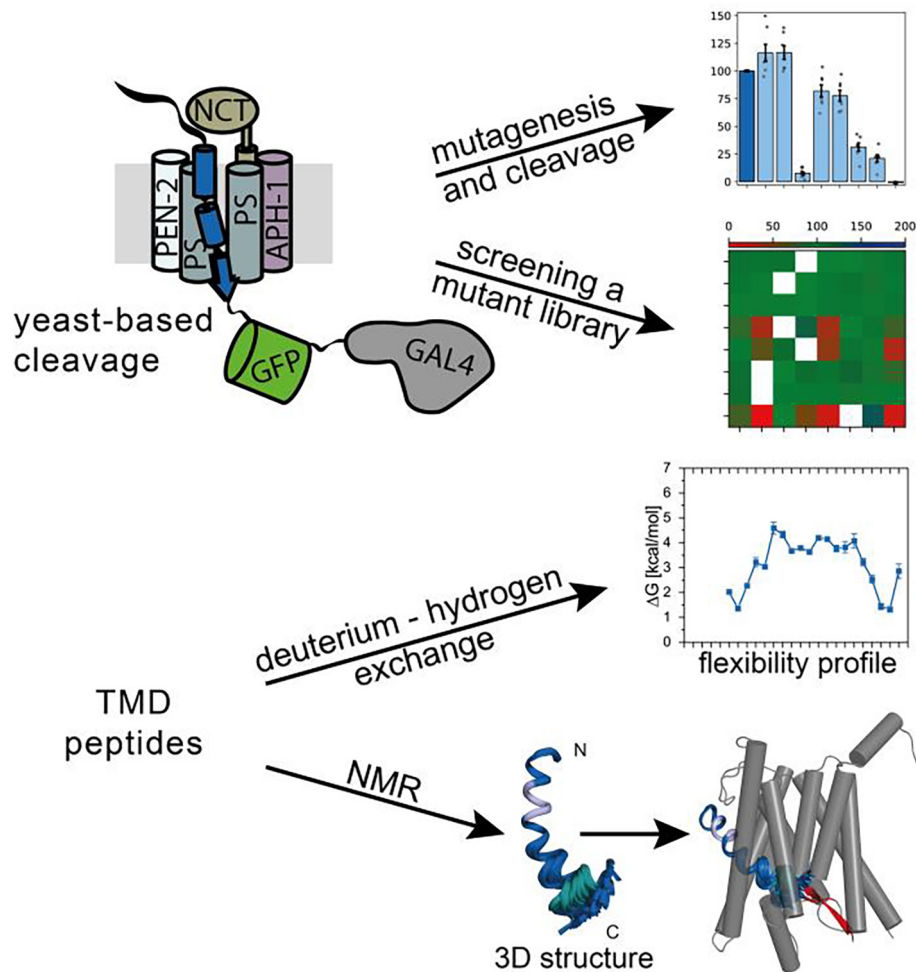 NCT
PEN-2
PS
PS
APH-1
yeast-based
cleavage
GFP
GAL4
mutagenesis
and cleavage
150
125
100
75
50
25
0
screening a
mutant library
0 50 100 150 200
deuterium - hydrogen
exchange
7
6
5
4
3
2
1
0
ΔG [kcal/mol]
flexibility profile
TMD
peptides
NMR
N
C
3D structure